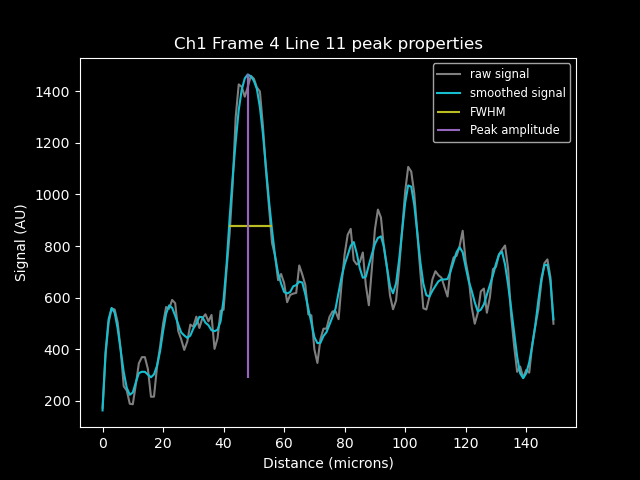 Ch1 Frame 4 Line 11 peak properties
raw signal
smoothed signal
FWHM
Peak amplitude
Signal (AU)
1400
1200
1000
800
600
400
200
0 20 40 60 80 100 120 140
Distance (microns)